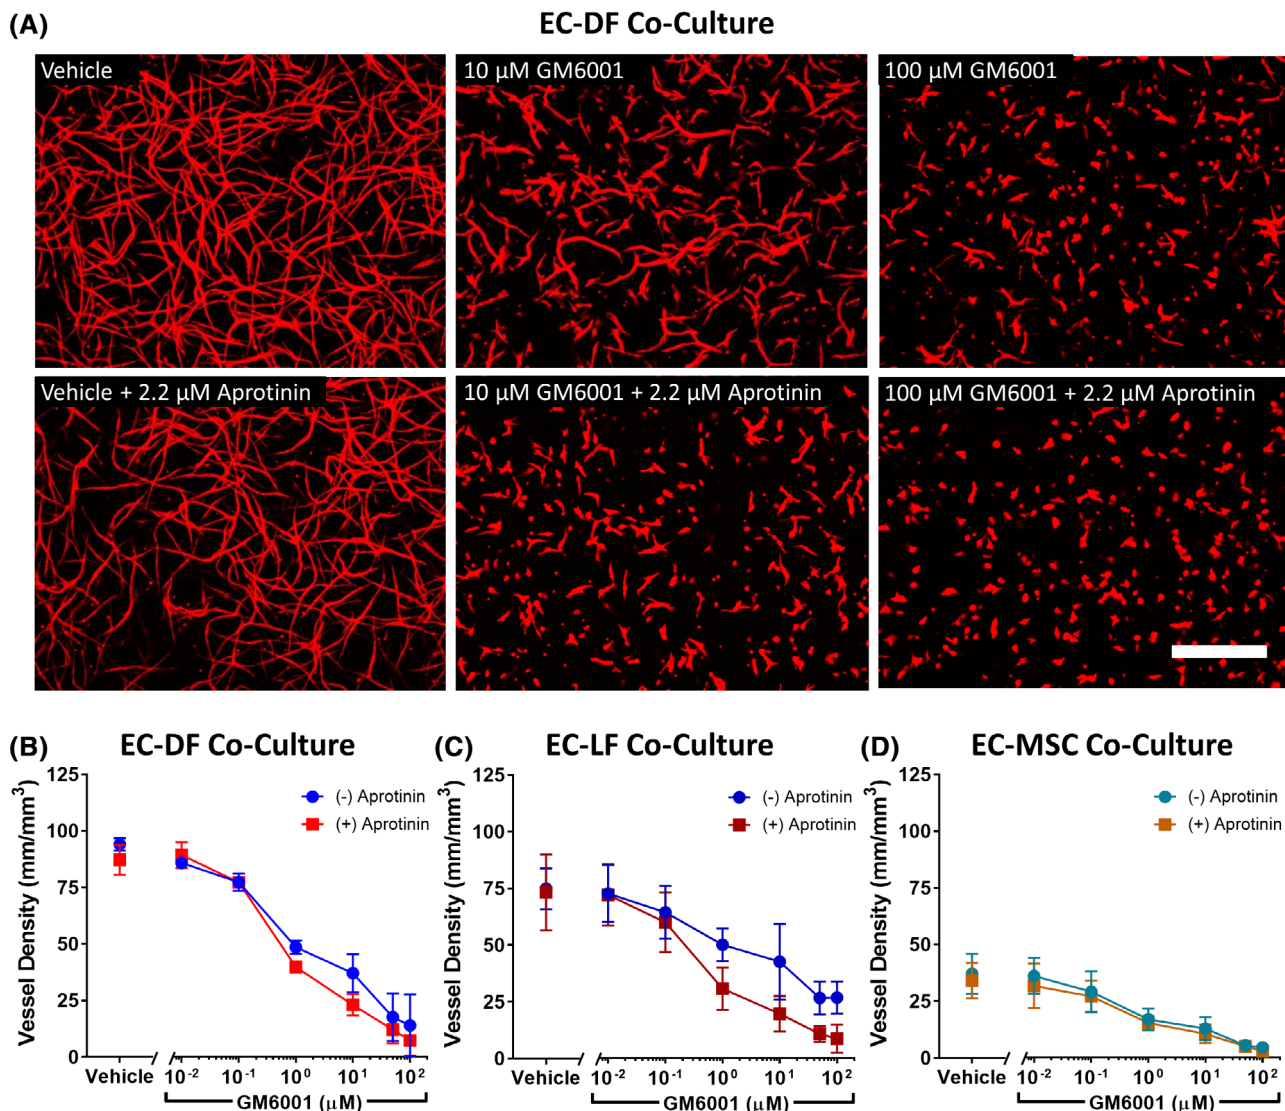 (A)
EC-DF Co-Culture
Vehicle
10 µM GM6001
100 µM GM6001
Vehicle + 2.2 µM Aprotinin
10 µM GM6001 + 2.2 µM Aprotinin
100 µM GM6001 + 2.2 µM Aprotinin
(B)
EC-DF Co-Culture
Vessel Density (mm/mm³)
125
100
75
50
25
0
(-) Aprotinin
(+) Aprotinin
Vehicle
10⁻²
10⁻¹
10⁰
10¹
10²
GM6001 (µM)
(C)
EC-LF Co-Culture
Vessel Density (mm/mm³)
125
100
75
50
25
0
(-) Aprotinin
(+) Aprotinin
Vehicle
10⁻²
10⁻¹
10⁰
10¹
10²
GM6001 (µM)
(D)
EC-MSC Co-Culture
Vessel Density (mm/mm³)
125
100
75
50
25
0
(-) Aprotinin
(+) Aprotinin
Vehicle
10⁻²
10⁻¹
10⁰
10¹
10²
GM6001 (µM)